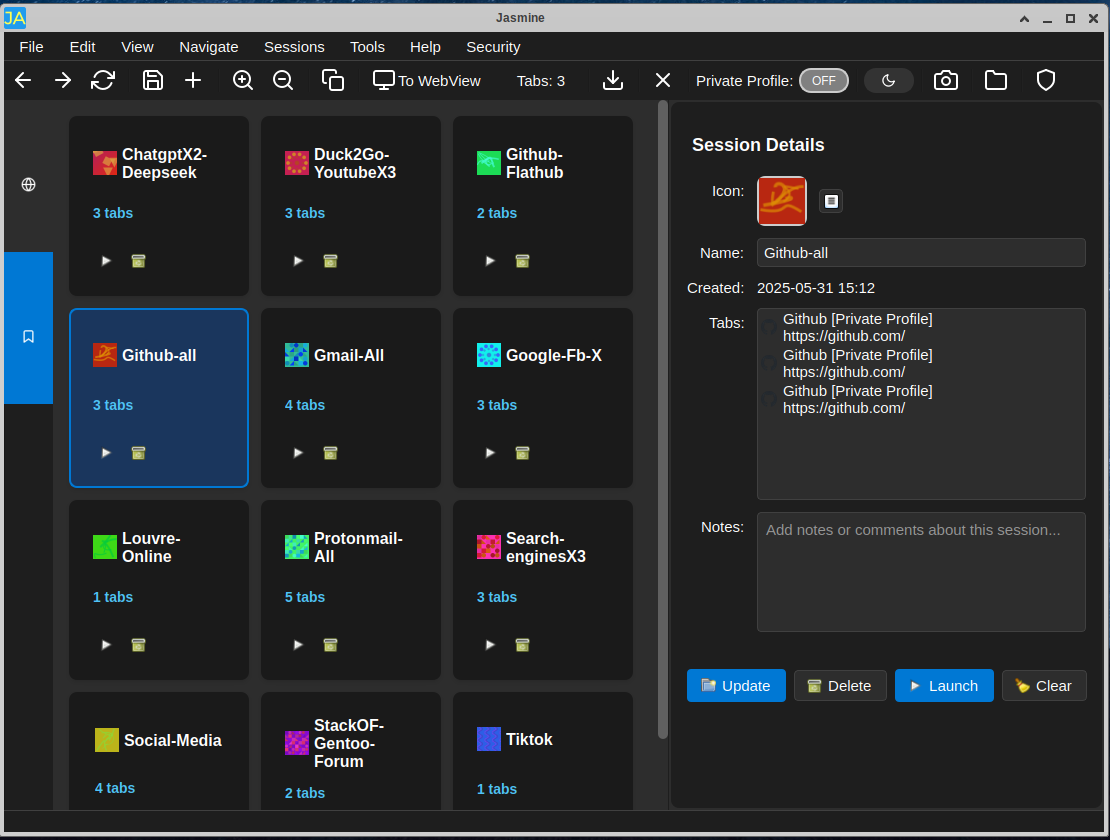 JA
Jasmine
File Edit View Navigate Sessions Tools Help Security
To WebView Tabs: 3 Private Profile: OFF
ChatgptX2-
Deepseek
3 tabs
Duck2Go-
YoutubeX3
3 tabs
Github-
Flathub
2 tabs
Github-all
3 tabs
Gmail-All
4 tabs
Google-Fb-X
3 tabs
Louvre-
Online
1 tabs
Protonmail-
All
5 tabs
Search-
enginesX3
3 tabs
Social-Media
4 tabs
StackOF-
Gentoo-
Forum
2 tabs
Tiktok
1 tabs
Session Details
Icon:
Name: Github-all
Created: 2025-05-31 15:12
Tabs: Github [Private Profile]
https://github.com/
Github [Private Profile]
https://github.com/
Github [Private Profile]
https://github.com/
Notes: Add notes or comments about this session...
Update Delete Launch Clear